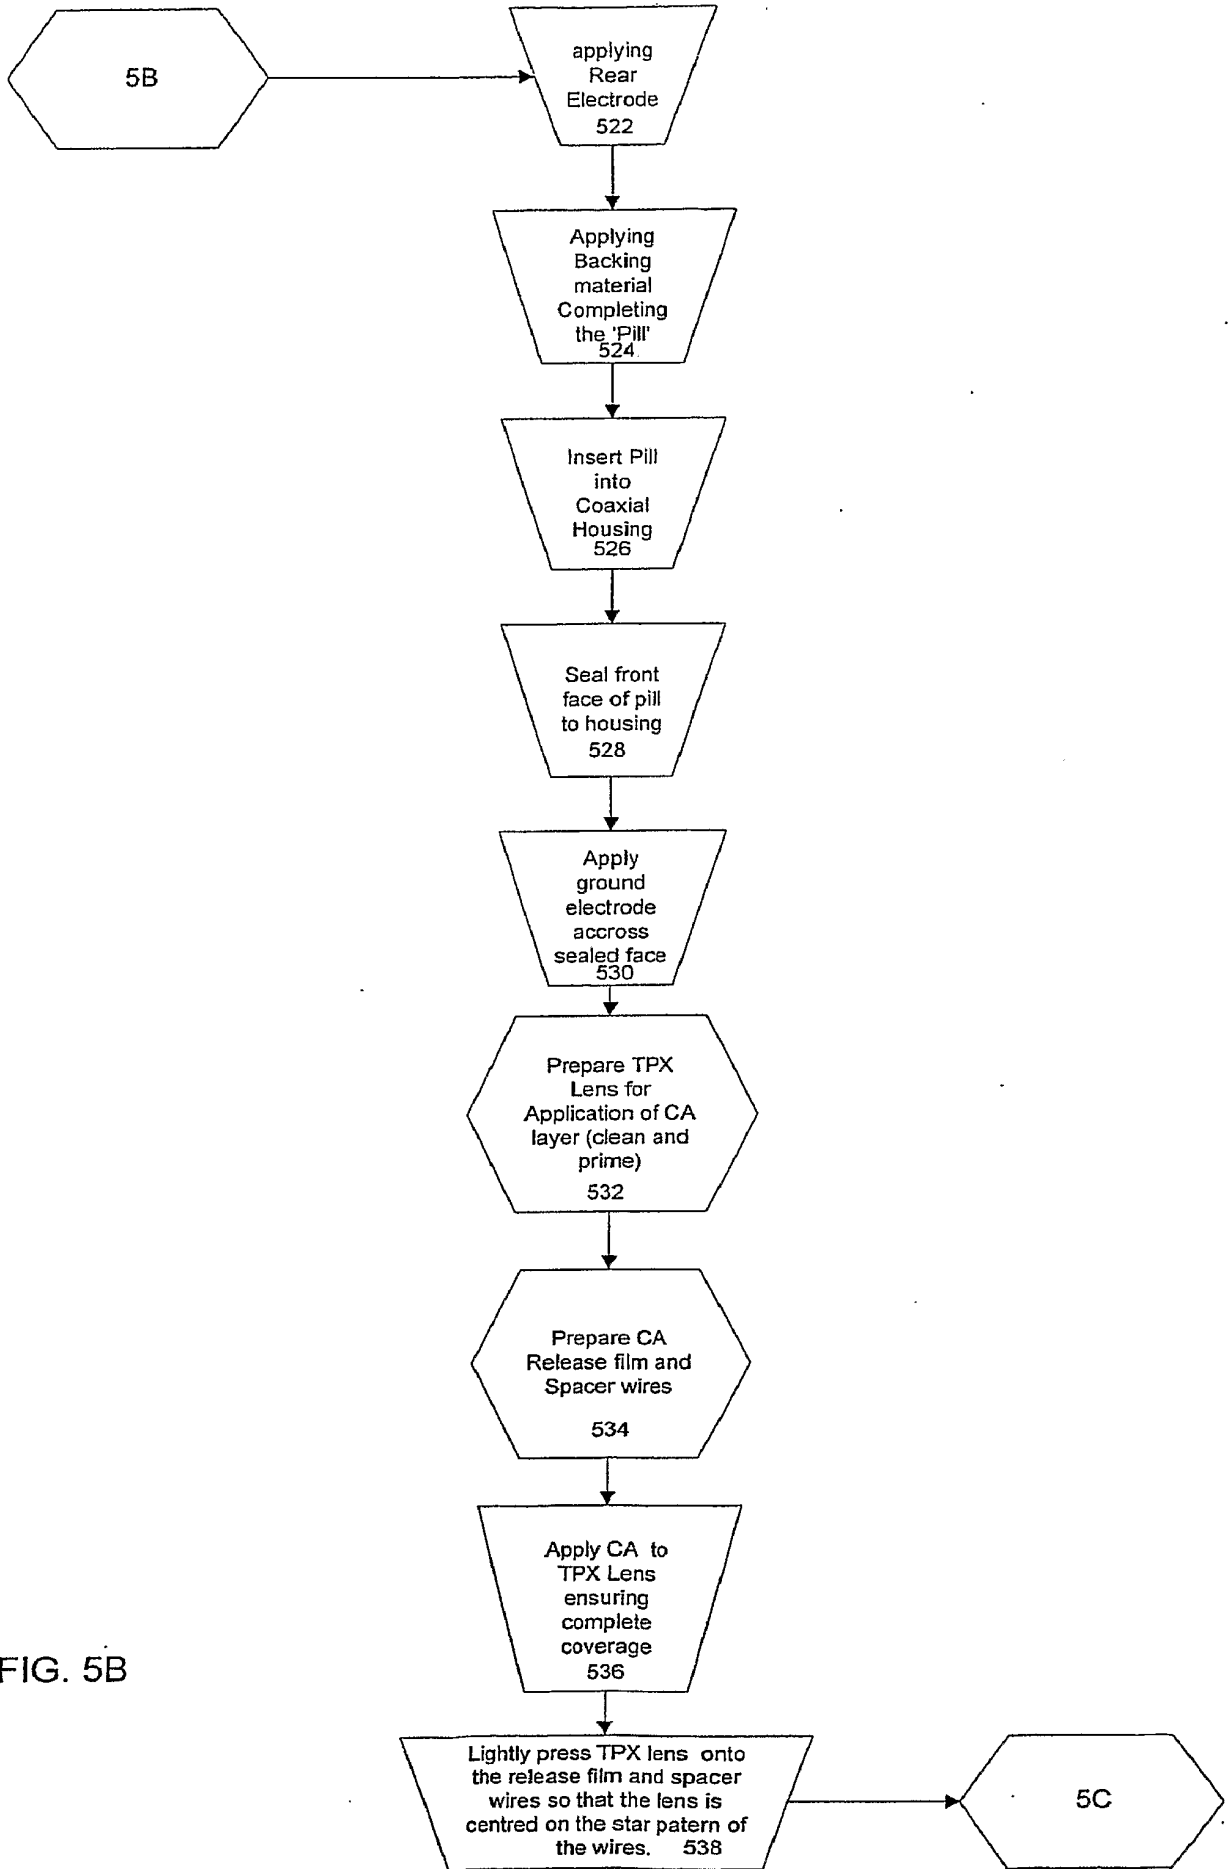 5B
applying
Rear
Electrode
522
Applying
Backing
material
Completing
the 'Pill'
524
Insert Pill
into
Coaxial
Housing
526
Seal front
face of pill
to housing
528
Apply
ground
electrode
accross
sealed face
530
Prepare TPX
Lens for
Application of CA
layer (clean and
prime)
532
Prepare CA
Release film and
Spacer wires
534
Apply CA to
TPX Lens
ensuring
complete
coverage
536
FIG. 5B
Lightly press TPX lens onto
the release film and spacer
wires so that the lens is
centred on the star patern of
the wires. 538
5C